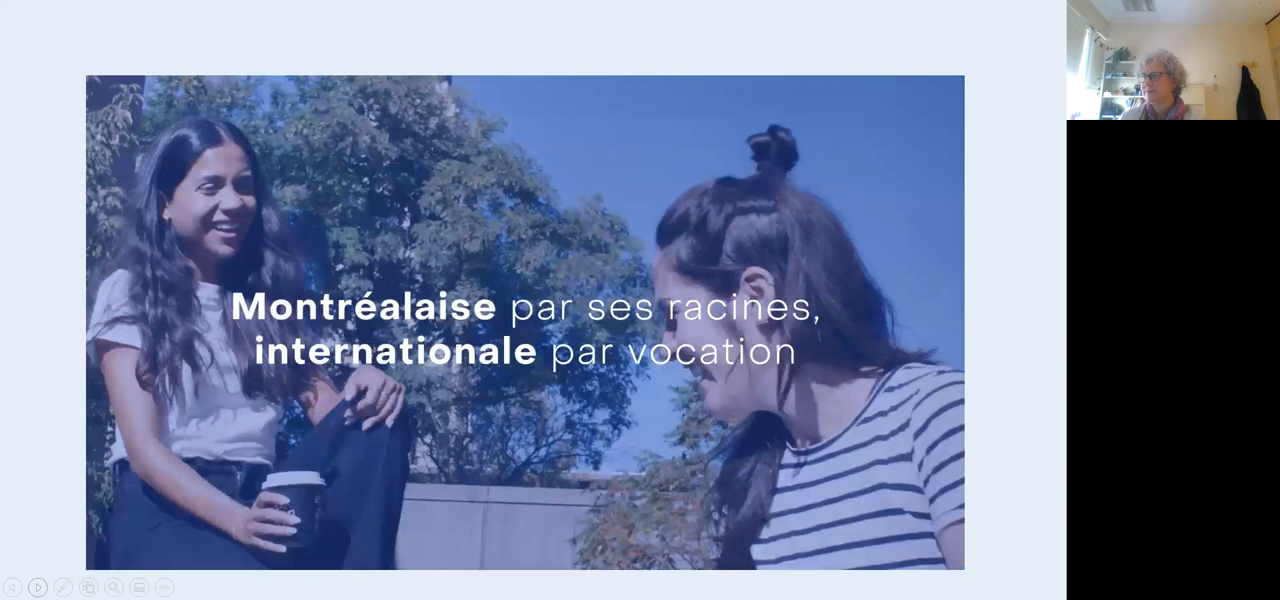 Montréalaise par ses racines,
internationale par vocation